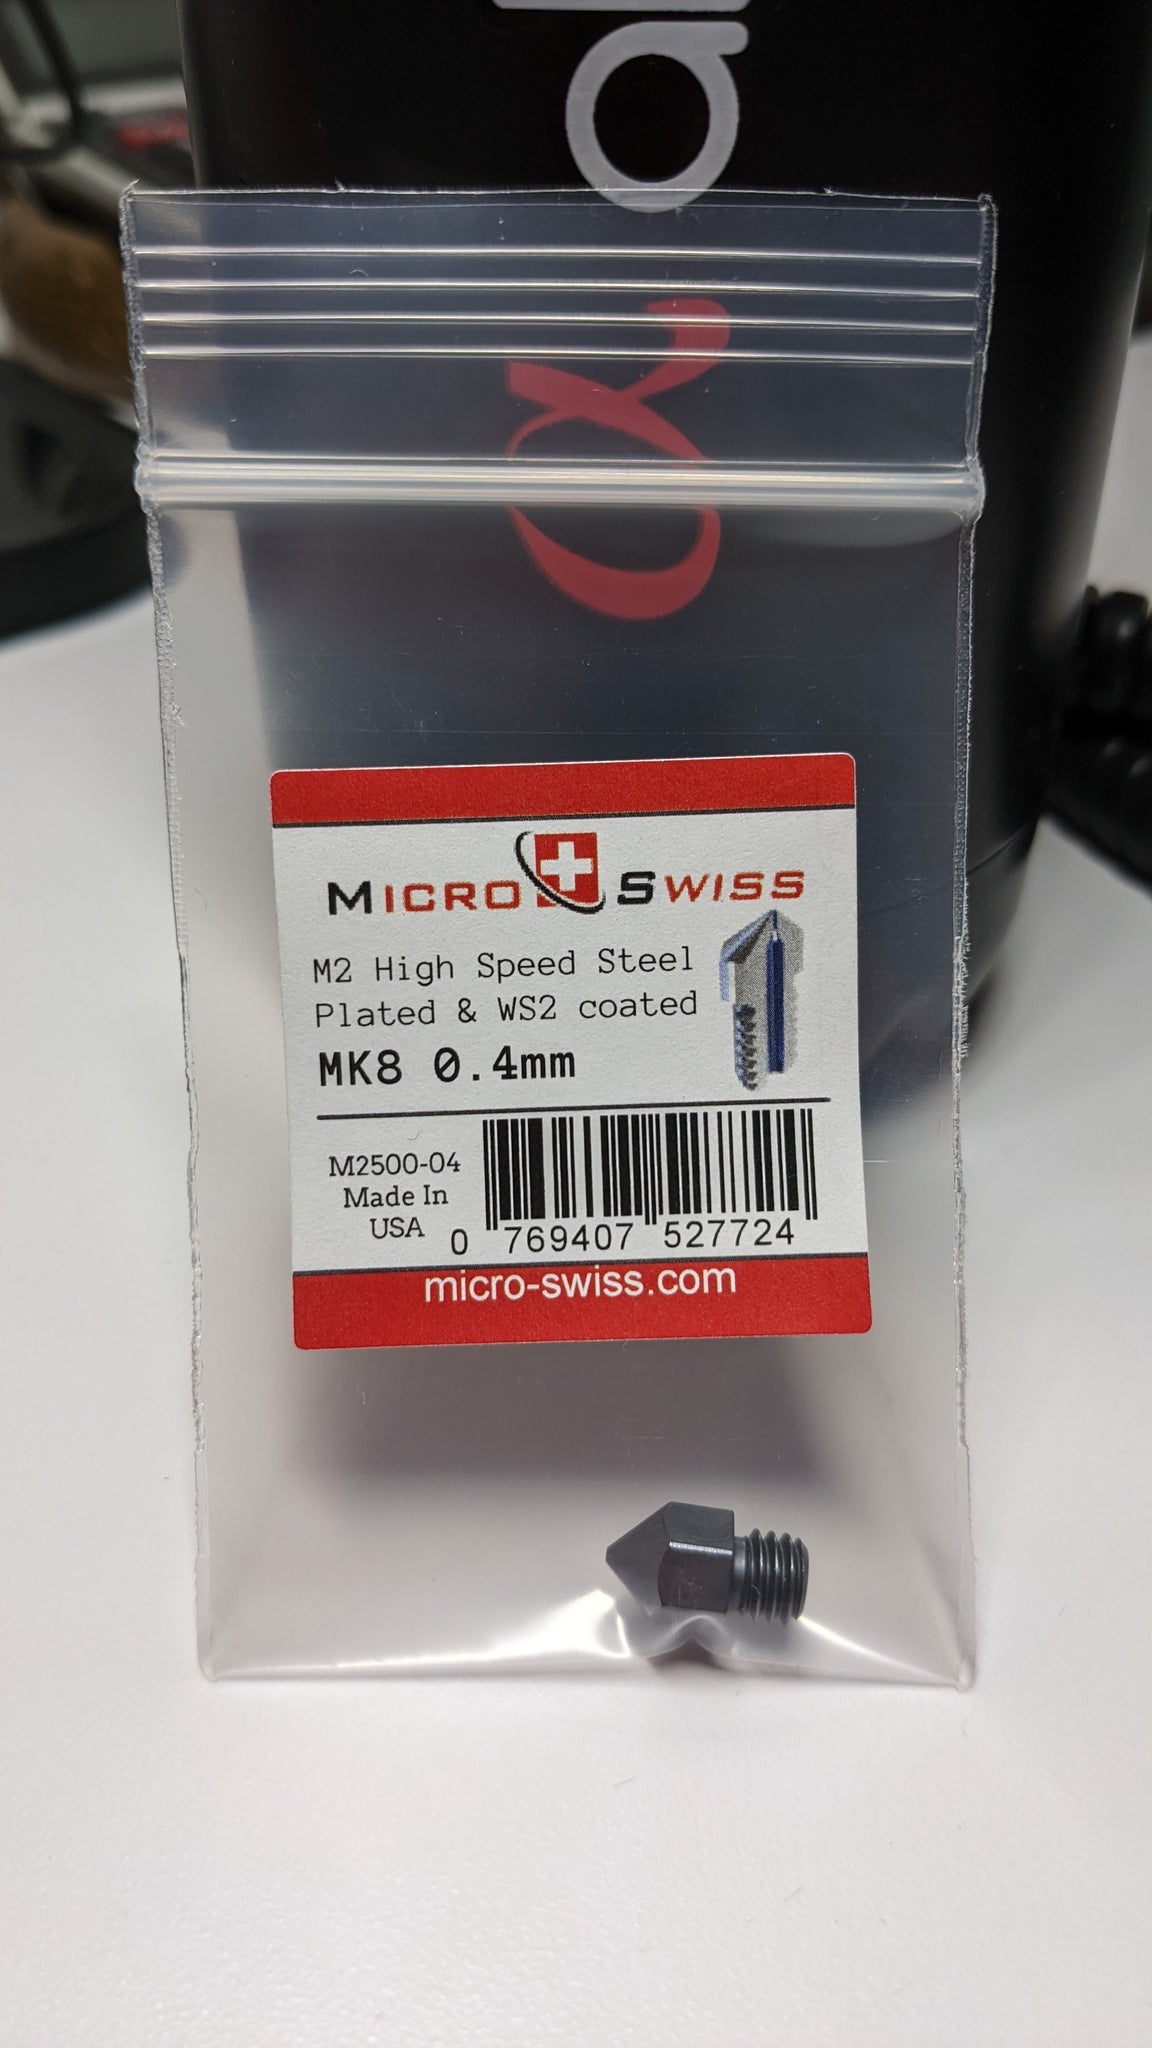 MICRO SWISS
M2 High Speed Steel
Plated & WS2 coated
MK8 0.4mm
M2500-04
Made In
USA
0 769407 527724
micro-swiss.com